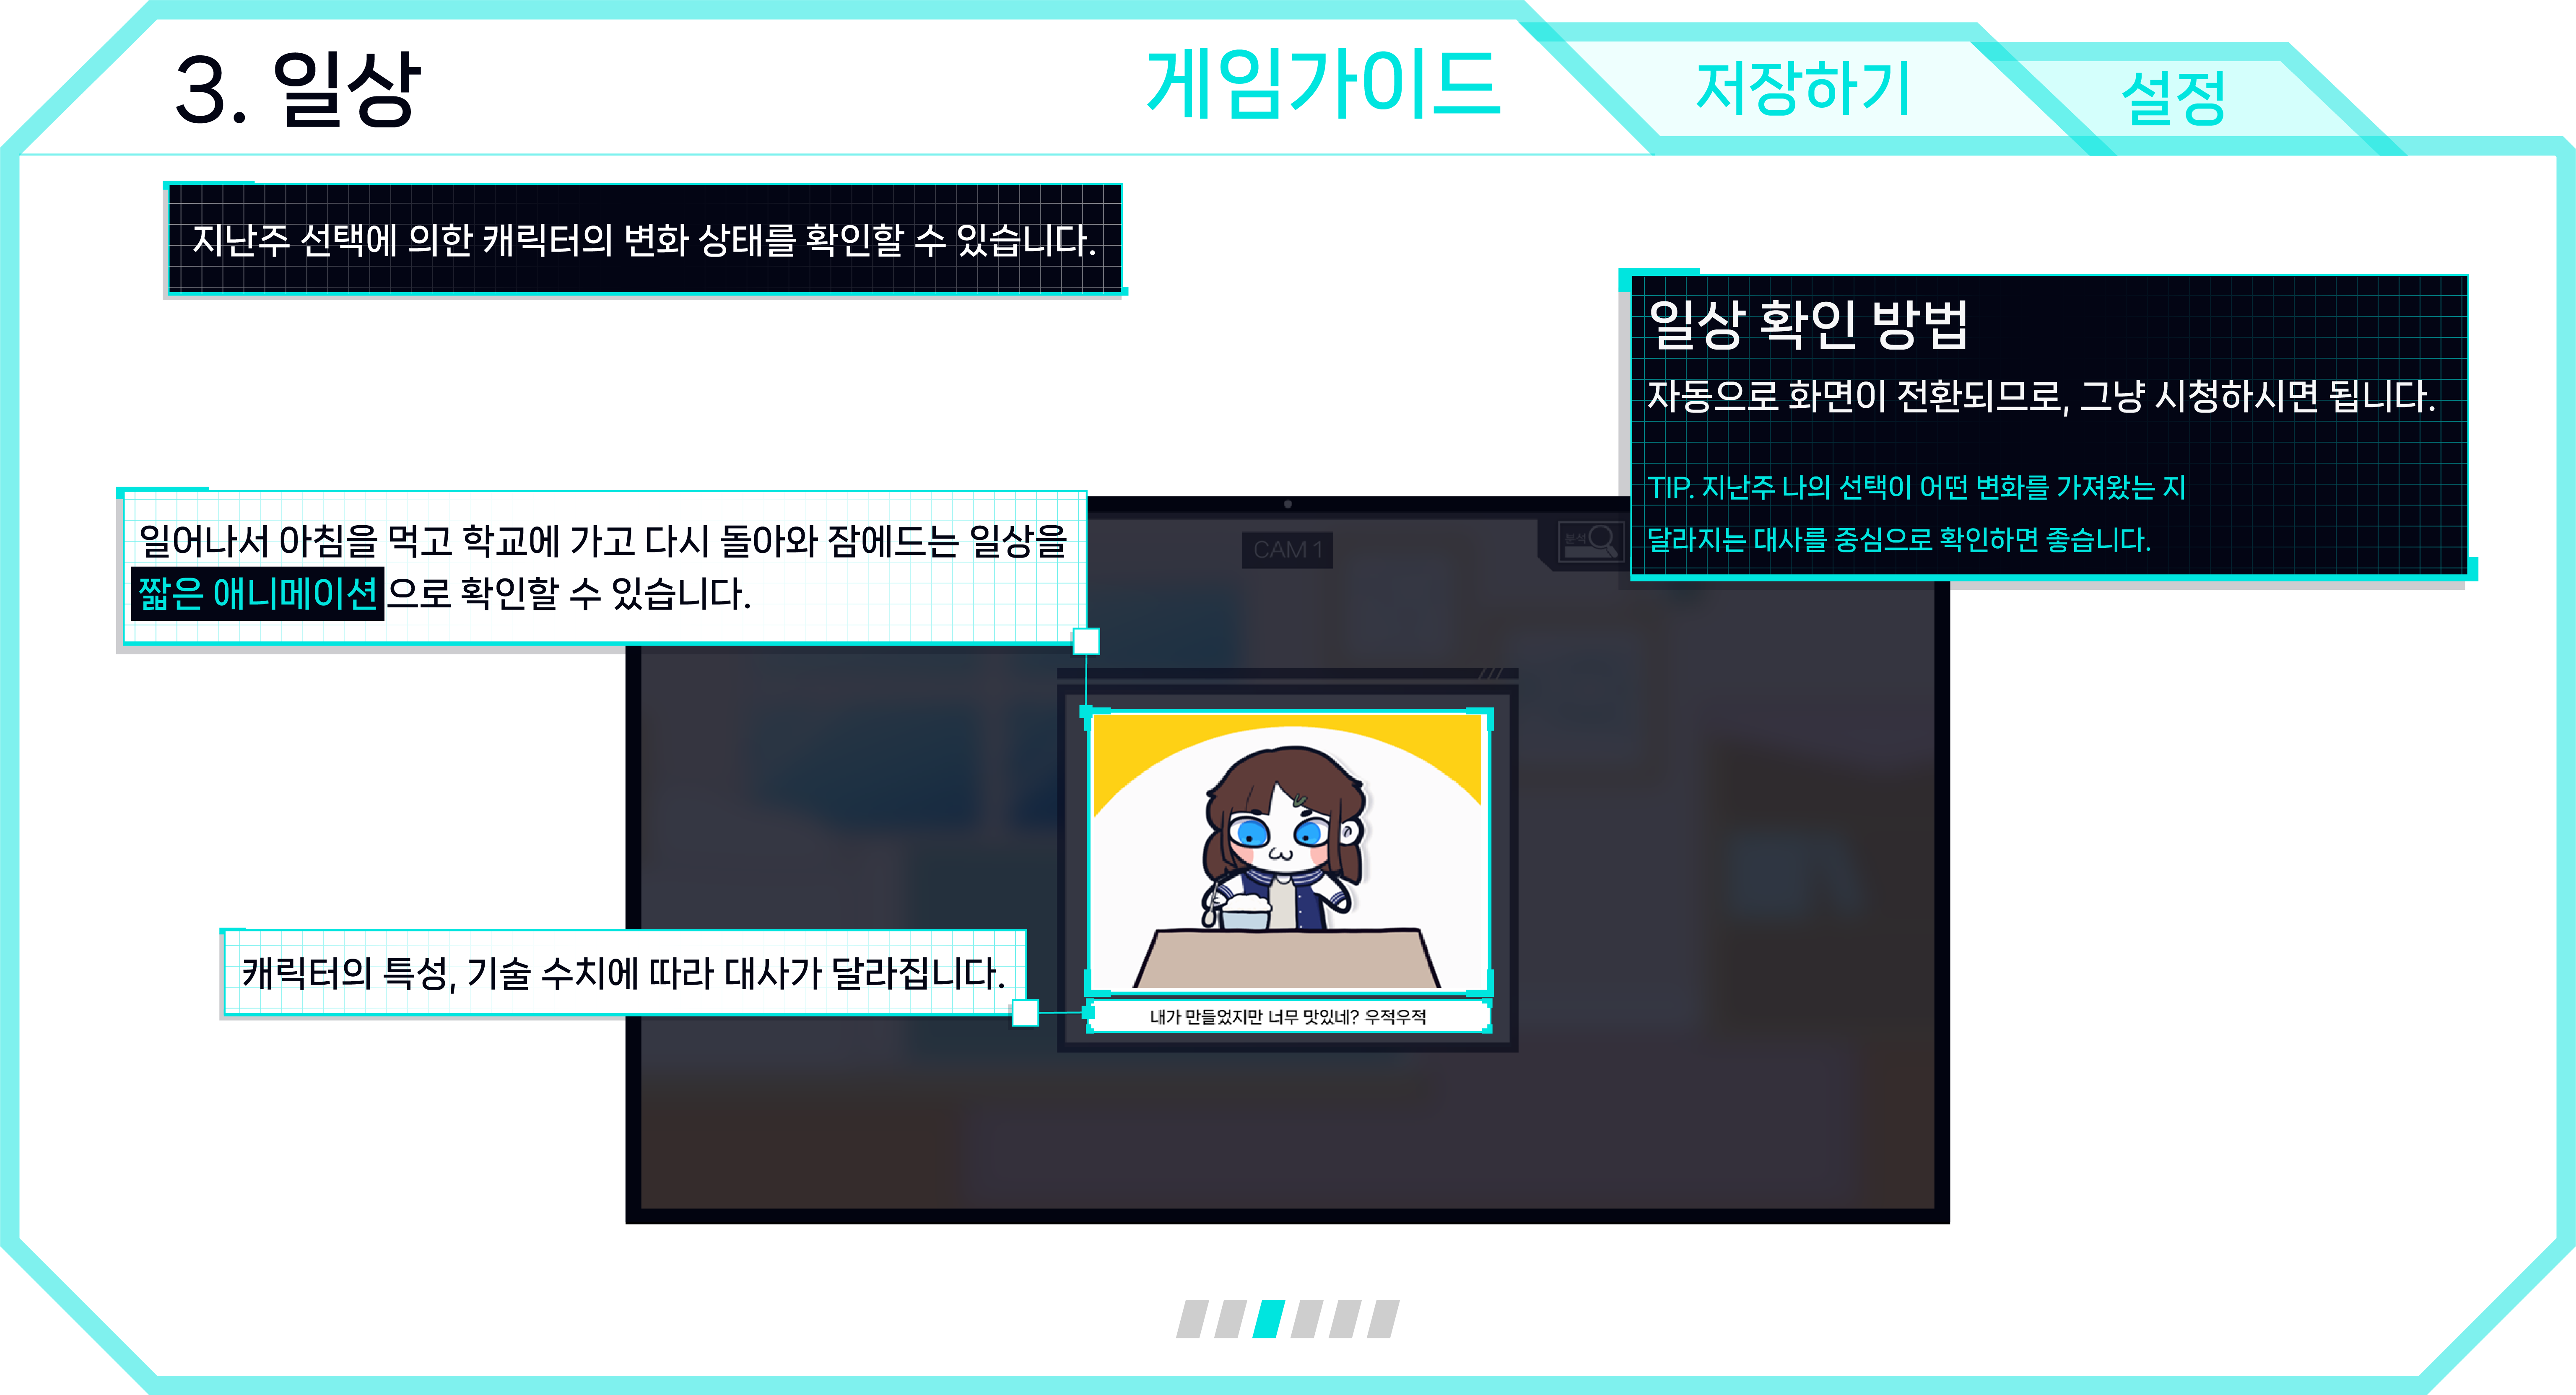 3. 일상
게임가이드
저장하기
설정
지난주 선택에 의한 캐릭터의 변화 상태를 확인할 수 있습니다.
일상 확인 방법
자동으로 화면이 전환되므로, 그냥 시청하시면 됩니다.
TIP. 지난주 나의 선택이 어떤 변화를 가져왔는 지
달라지는 대사를 중심으로 확인하면 좋습니다.
일어나서 아침을 먹고 학교에 가고 다시 돌아와 잠에드는 일상을
짧은 애니메이션으로 확인할 수 있습니다.
CAM 1
분석
캐릭터의 특성, 기술 수치에 따라 대사가 달라집니다.
내가 만들었지만 너무 맛있네? 우적우적